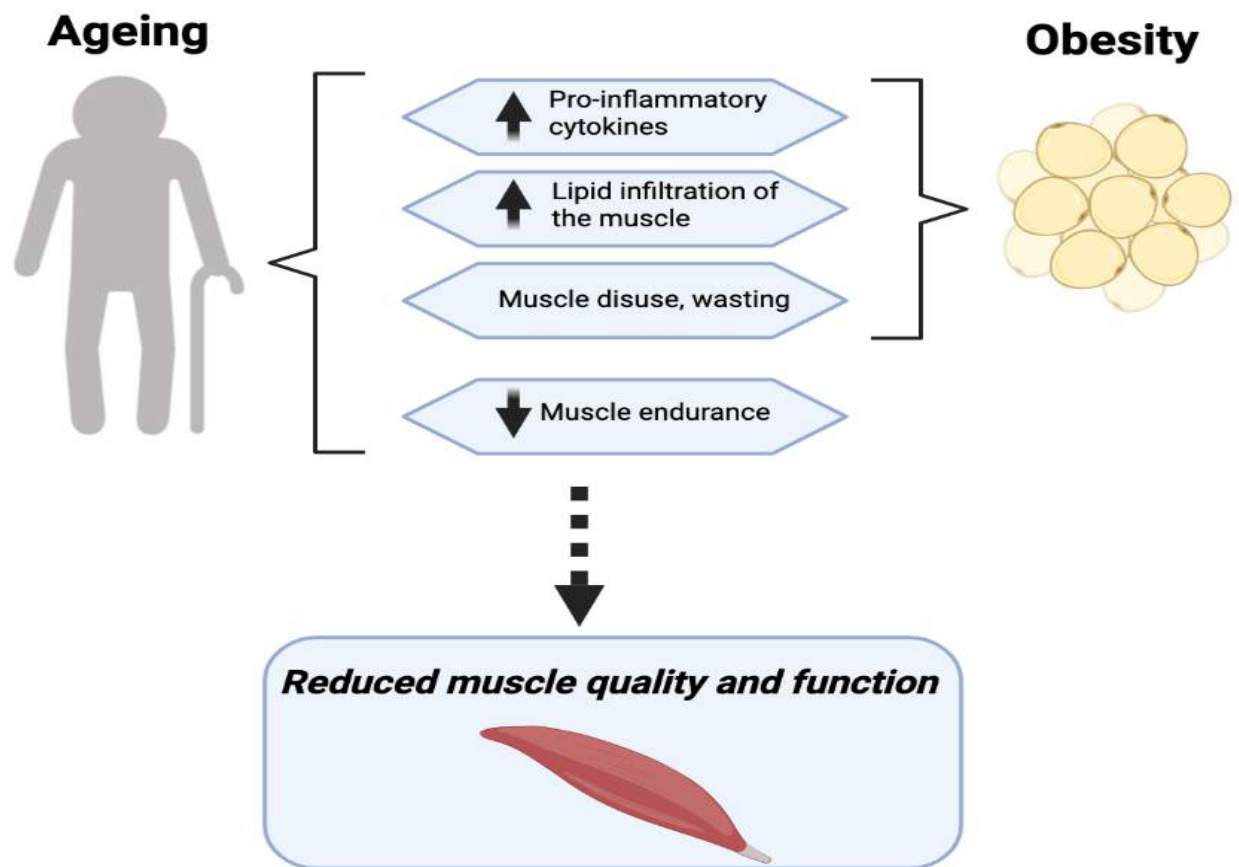 Ageing
Obesity
Pro-inflammatory
cytokines
Lipid infiltration of
the muscle
Muscle disuse, wasting
Muscle endurance
Reduced muscle quality and function